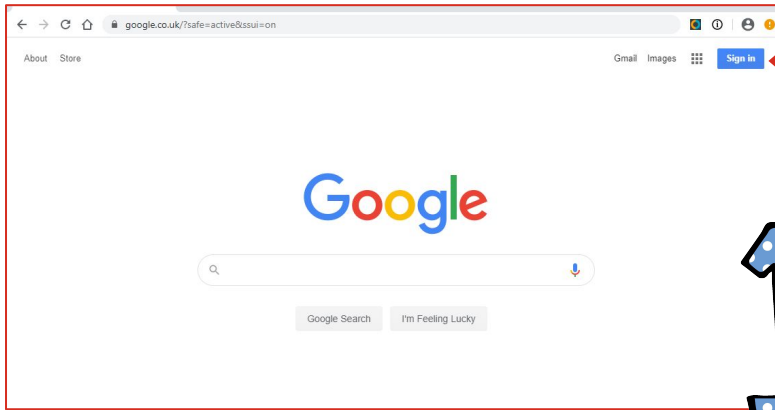 google.co.uk/?safe=active&ssui=on
About Store Gmail Images Sign in
Google
Google Search I'm Feeling Lucky